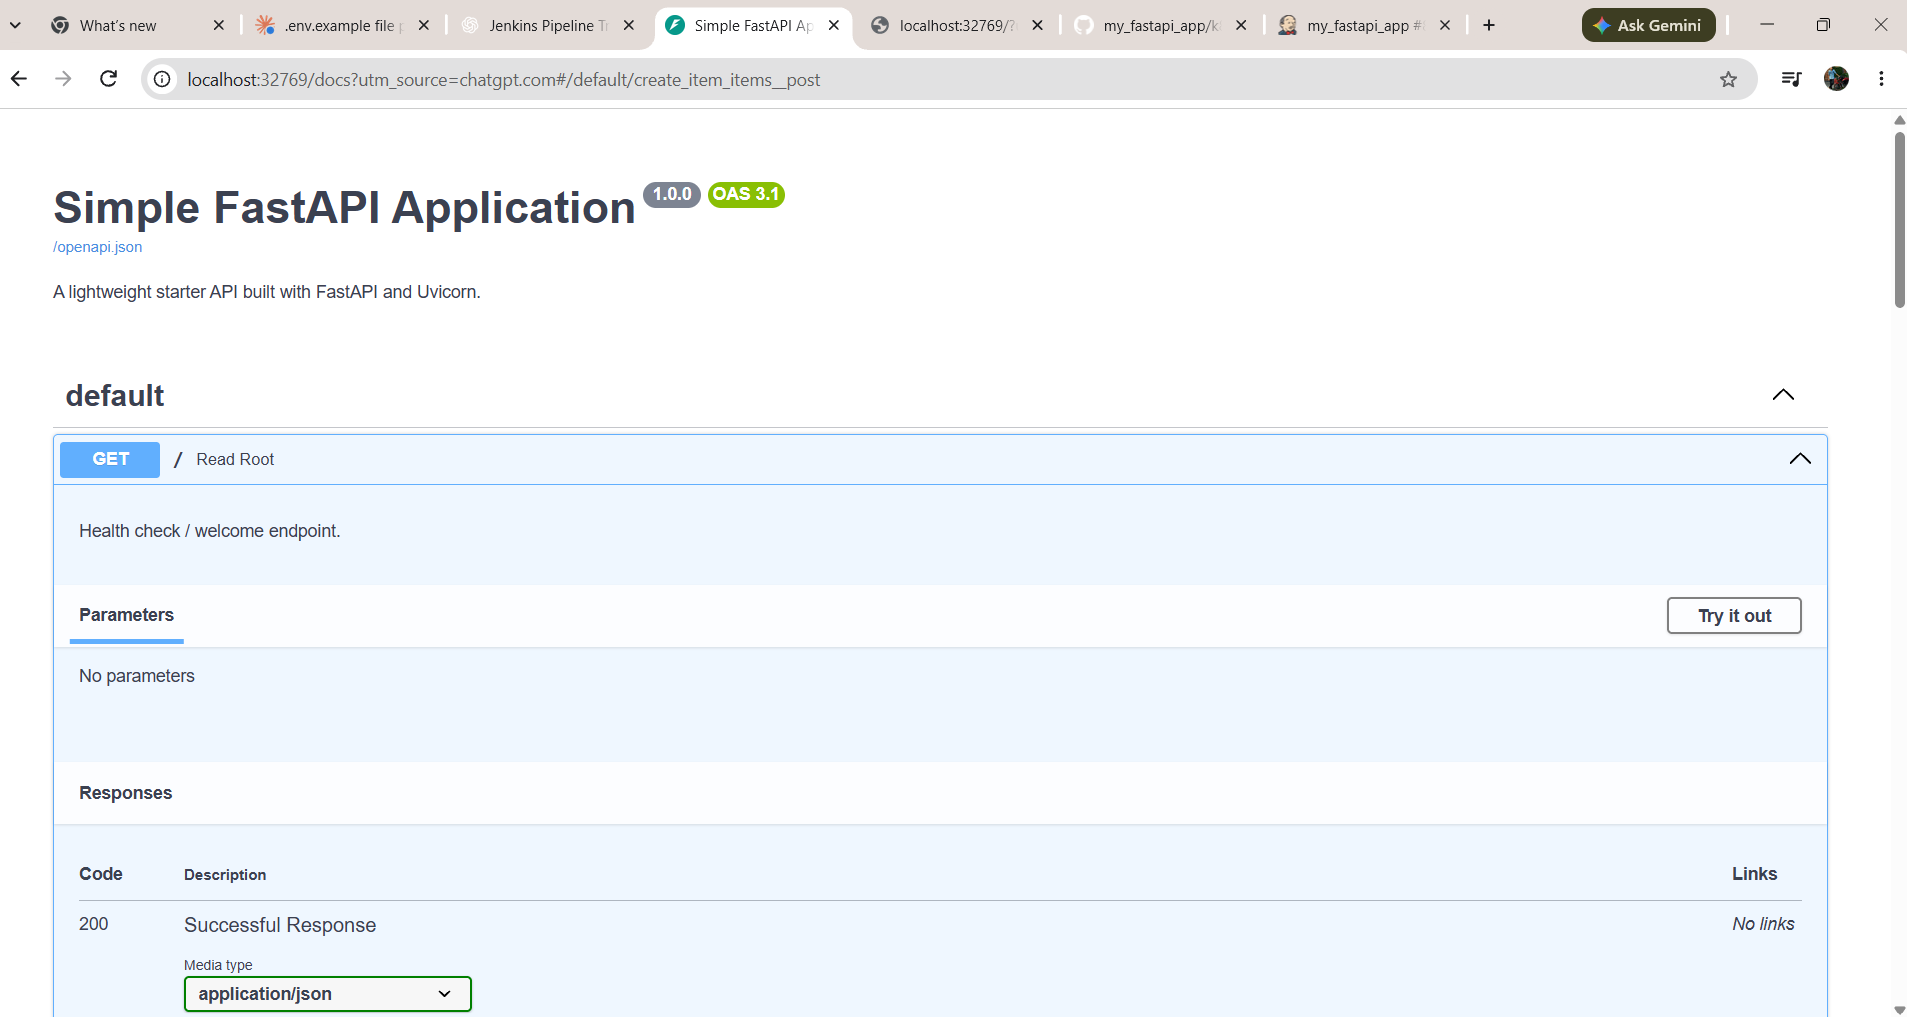 What's new
.env.example file p
Jenkins Pipeline Tr
Simple FastAPI Ap
localhost:32769/?
my_fastapi_app/k
my_fastapi_app #
Ask Gemini
localhost:32769/docs?utm_source=chatgpt.com#/default/create_item_items__post
Simple FastAPI Application 1.0.0 OAS 3.1
/openapi.json
A lightweight starter API built with FastAPI and Uvicorn.
default
GET / Read Root
Health check / welcome endpoint.
Parameters
Try it out
No parameters
Responses
Code Description Links
200 Successful Response No links
Media type
application/json